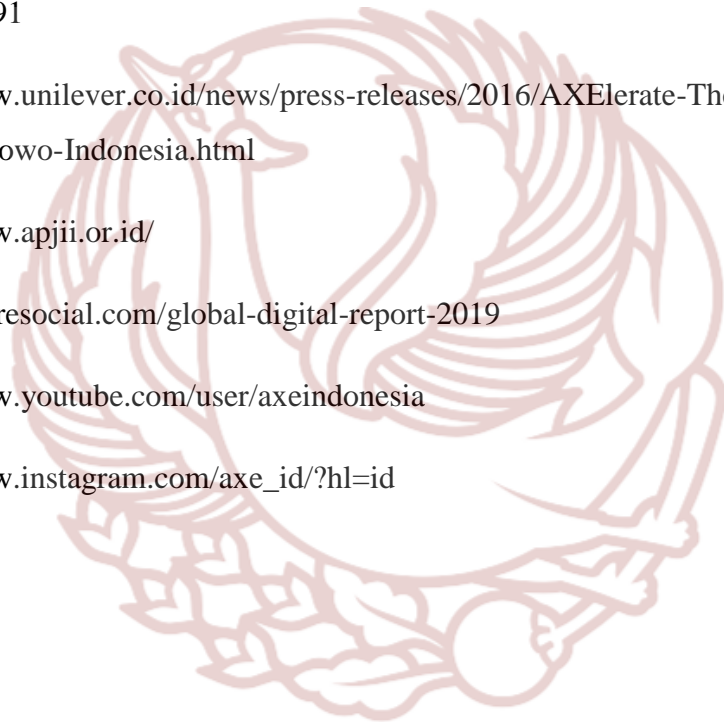 91
w.unilever.co.id/news/press-releases/2016/AXElerate-Th
owo-Indonesia.html
w.apjii.or.id/
resocial.com/global-digital-report-2019
w.youtube.com/user/axeindonesia
w.instagram.com/axe_id/?hl=id